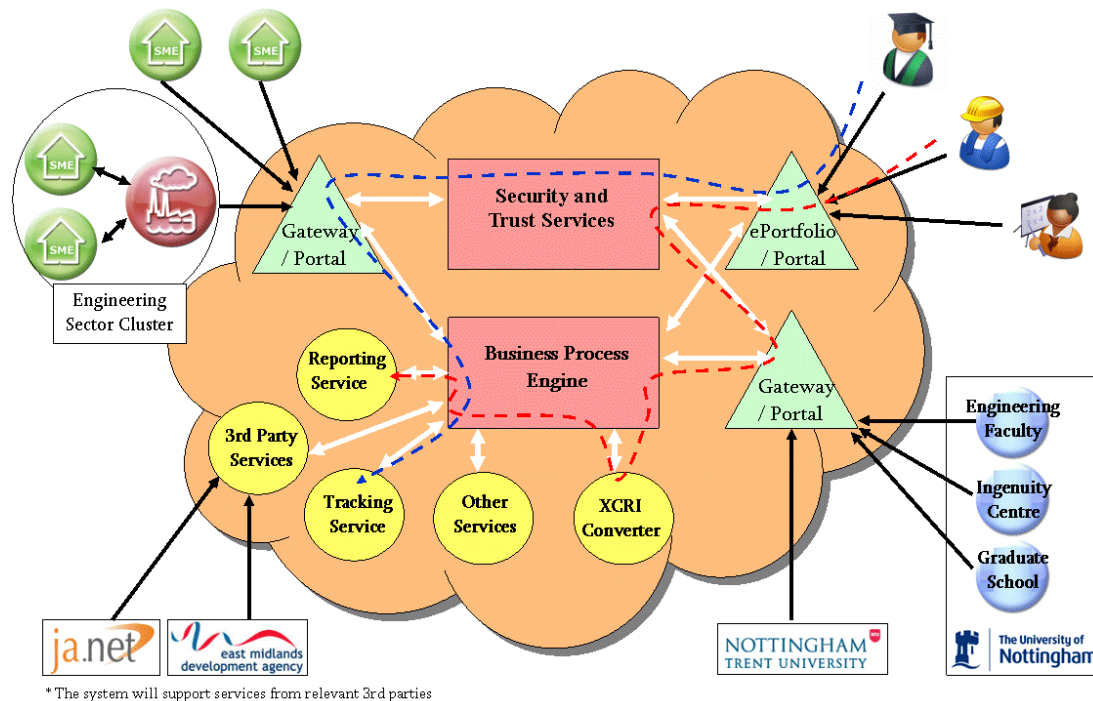 SME
SME
SME
SME
Engineering
Sector Cluster
Gateway
/ Portal
Security and
Trust Services
ePortfolio
/ Portal
Business Process
Engine
Gateway
/ Portal
Reporting
Service
3rd Party
Services
Tracking
Service
Other
Services
XCRI
Converter
Engineering
Faculty
Ingenuity
Centre
Graduate
School
The University of
Nottingham
ja.net
east midlands
development agency
NOTTINGHAM
TRENT UNIVERSITY
* The system will support services from relevant 3rd parties